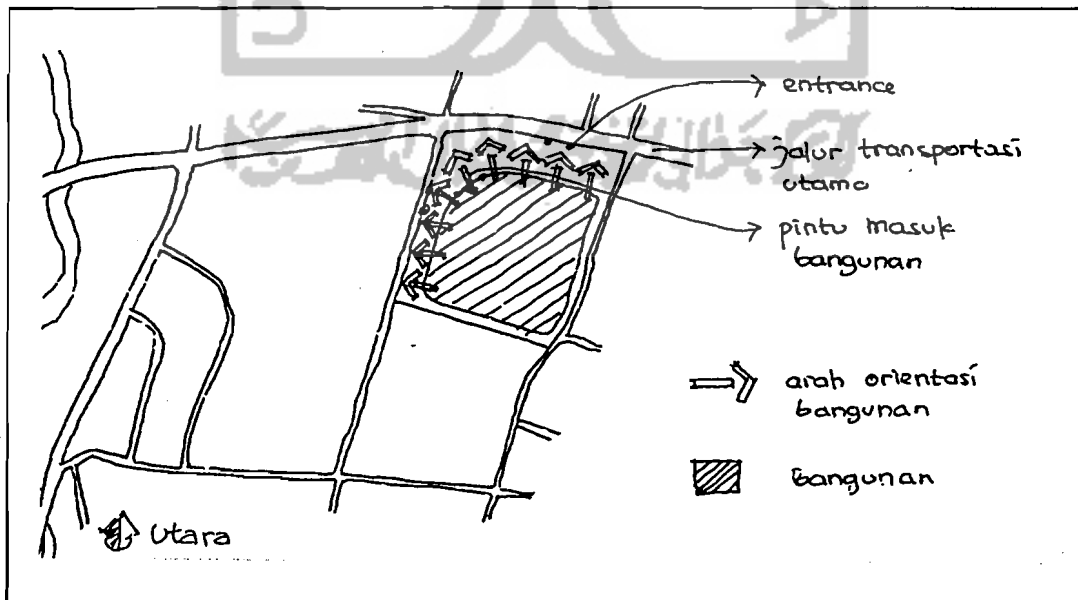 entrance
jalur transportasi
utama
pintu masuk
bangunan
arah orientasi
bangunan
bangunan
Utara